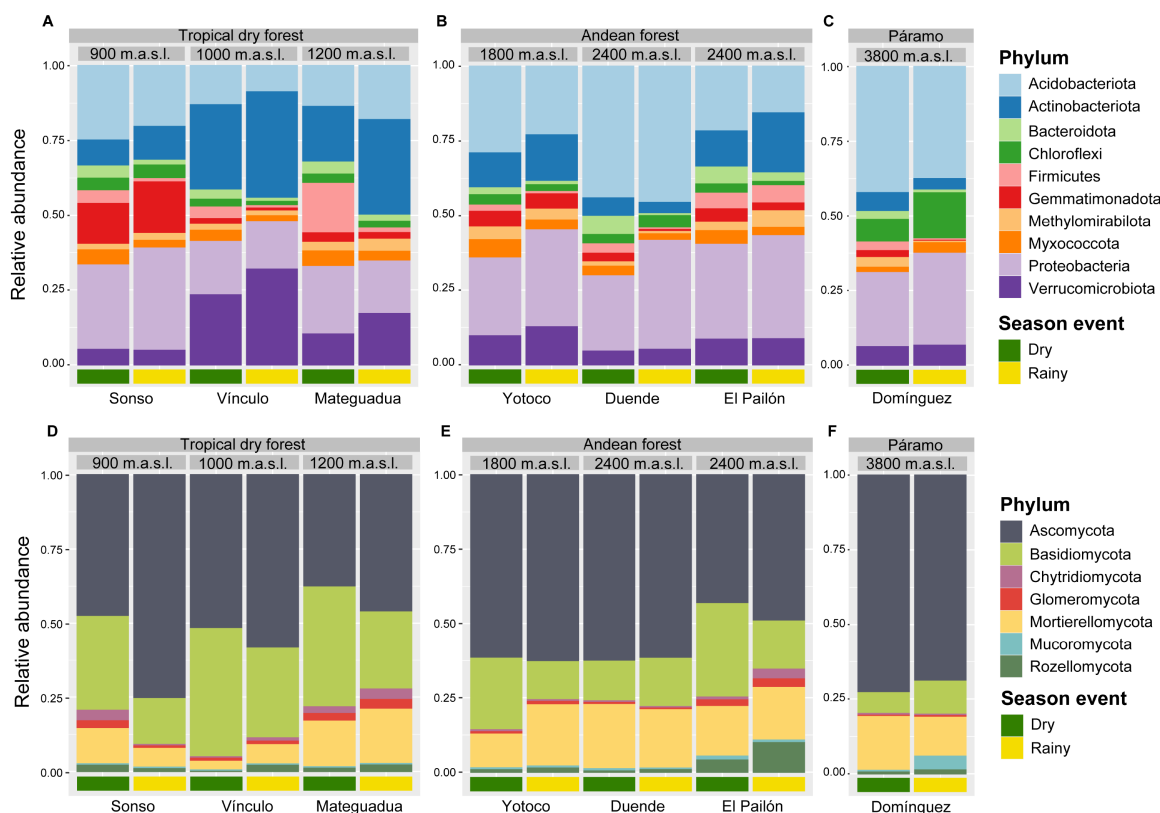 A
B
C
Tropical dry forest
Andean forest
Páramo
900 m.a.s.l.
1000 m.a.s.l.
1200 m.a.s.l.
1800 m.a.s.l.
2400 m.a.s.l.
2400 m.a.s.l.
3800 m.a.s.l.
Relative abundance
1.00
0.75
0.50
0.25
0.00
1.00
0.75
0.50
0.25
0.00
1.00
0.75
0.50
0.25
0.00
Sonso
Vínculo
Mateguadua
Yotoco
Duende
El Pailón
Domínguez
Phylum
Acidobacteriota
Actinobacteriota
Bacteroidota
Chloroflexi
Firmicutes
Gemmatimonadota
Methylomirabilota
Myxococcota
Proteobacteria
Verrucomicrobiota
Season event
Dry
Rainy
D
E
F
Tropical dry forest
Andean forest
Páramo
900 m.a.s.l.
1000 m.a.s.l.
1200 m.a.s.l.
1800 m.a.s.l.
2400 m.a.s.l.
2400 m.a.s.l.
3800 m.a.s.l.
Relative abundance
1.00
0.75
0.50
0.25
0.00
1.00
0.75
0.50
0.25
0.00
1.00
0.75
0.50
0.25
0.00
Sonso
Vínculo
Mateguadua
Yotoco
Duende
El Pailón
Domínguez
Phylum
Ascomycota
Basidiomycota
Chytridiomycota
Glomeromycota
Mortierellomycota
Mucoromycota
Rozellomycota
Season event
Dry
Rainy